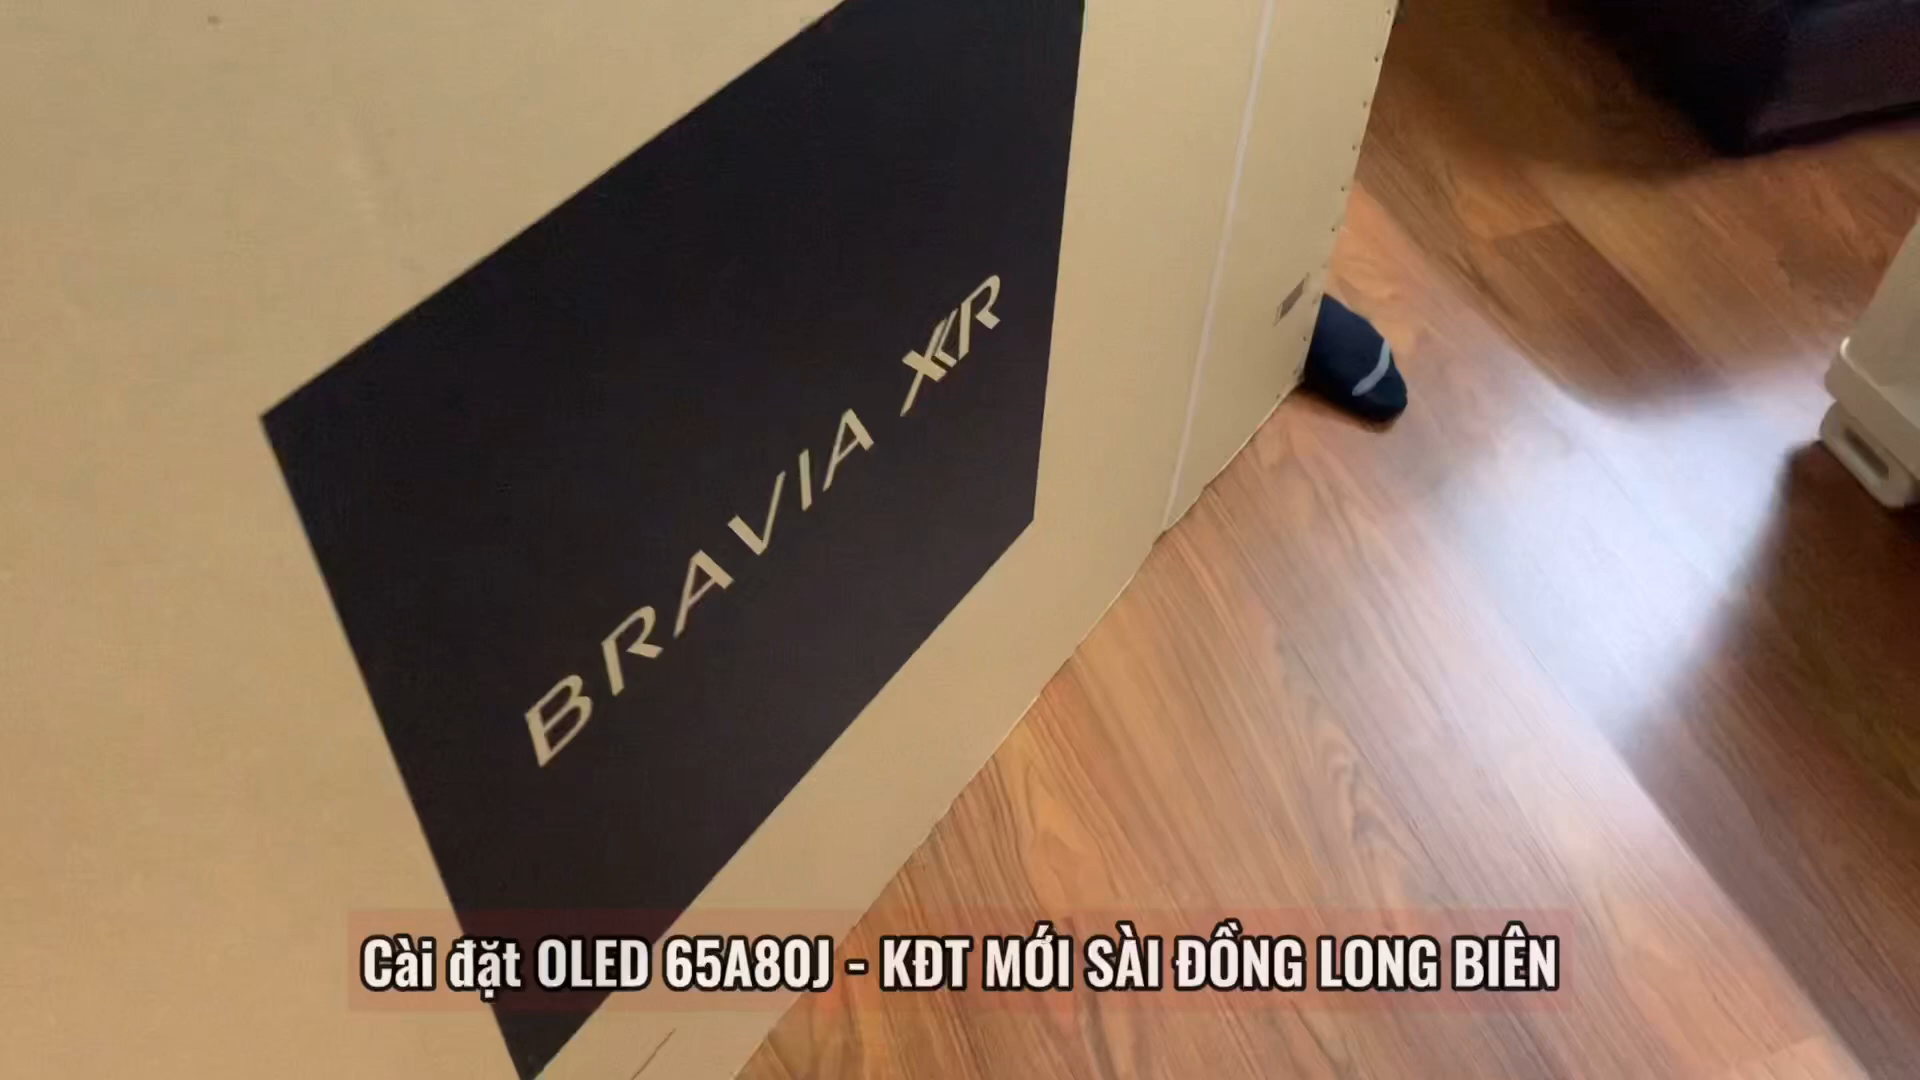 BRAVIA XR
Cài đặt OLED 65A80J - KĐT MỚI SÀI ĐỒNG LONG BIÊN